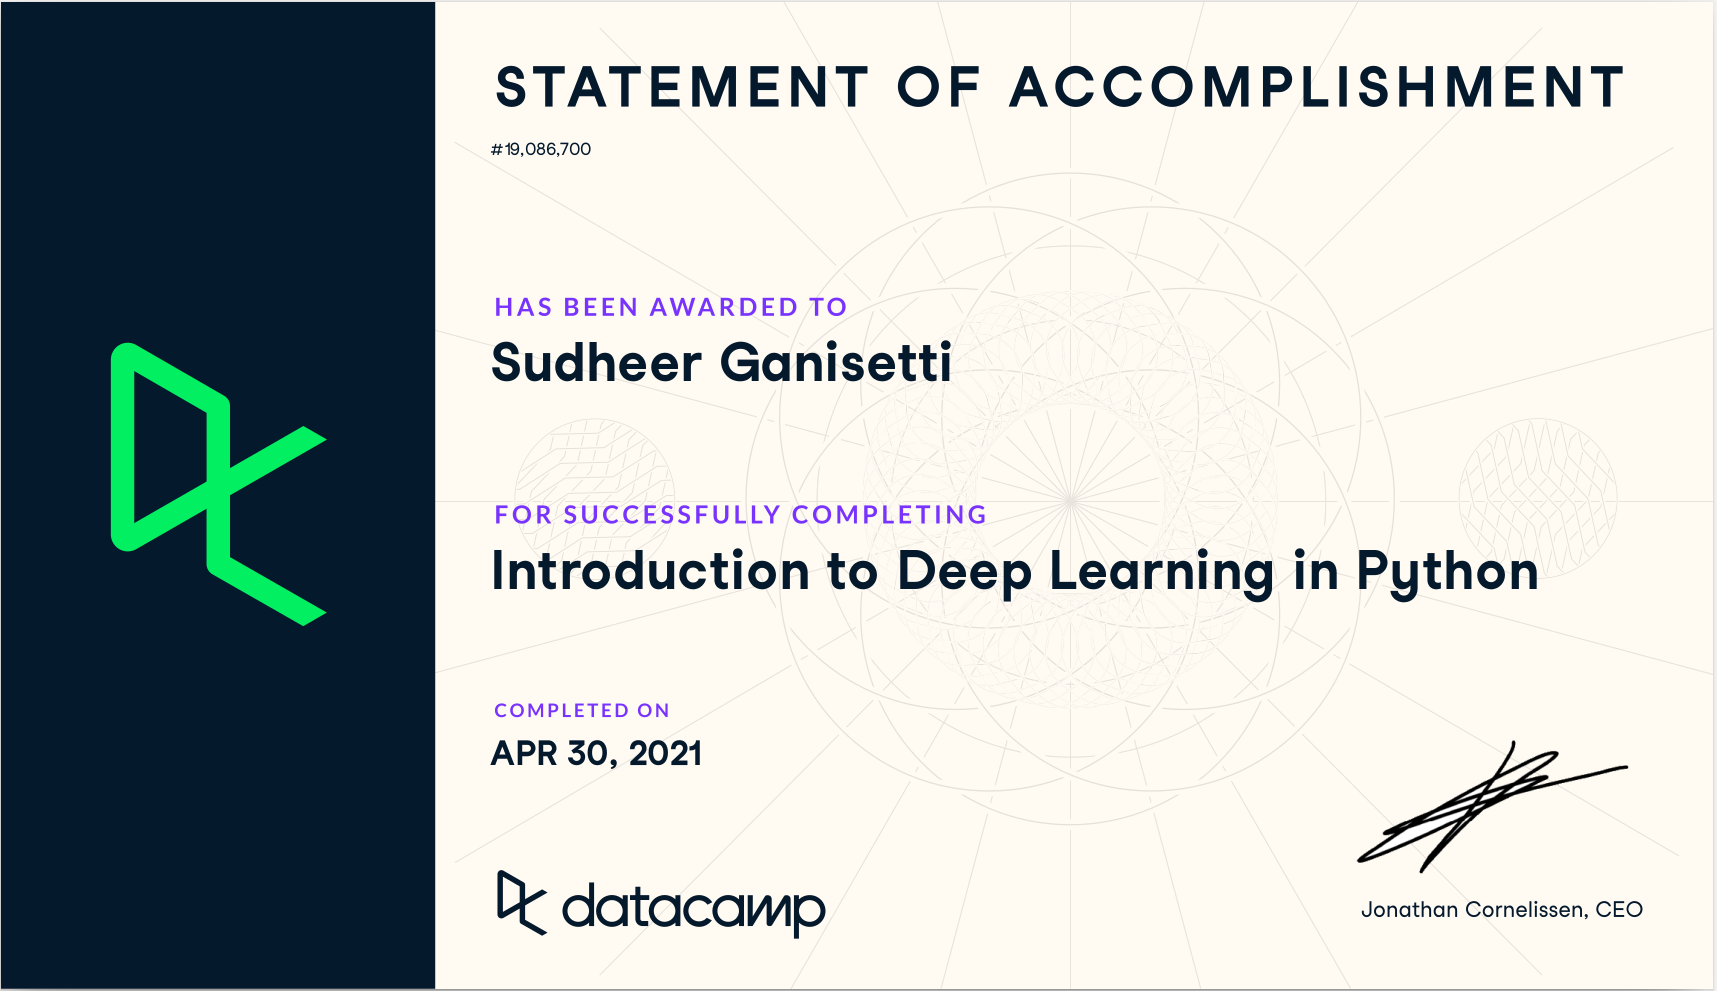 STATEMENT OF ACCOMPLISHMENT
#19,086,700
HAS BEEN AWARDED TO
Sudheer Ganisetti
FOR SUCCESSFULLY COMPLETING
Introduction to Deep Learning in Python
COMPLETED ON
APR 30, 2021
datacamp
Jonathan Cornelissen, CEO